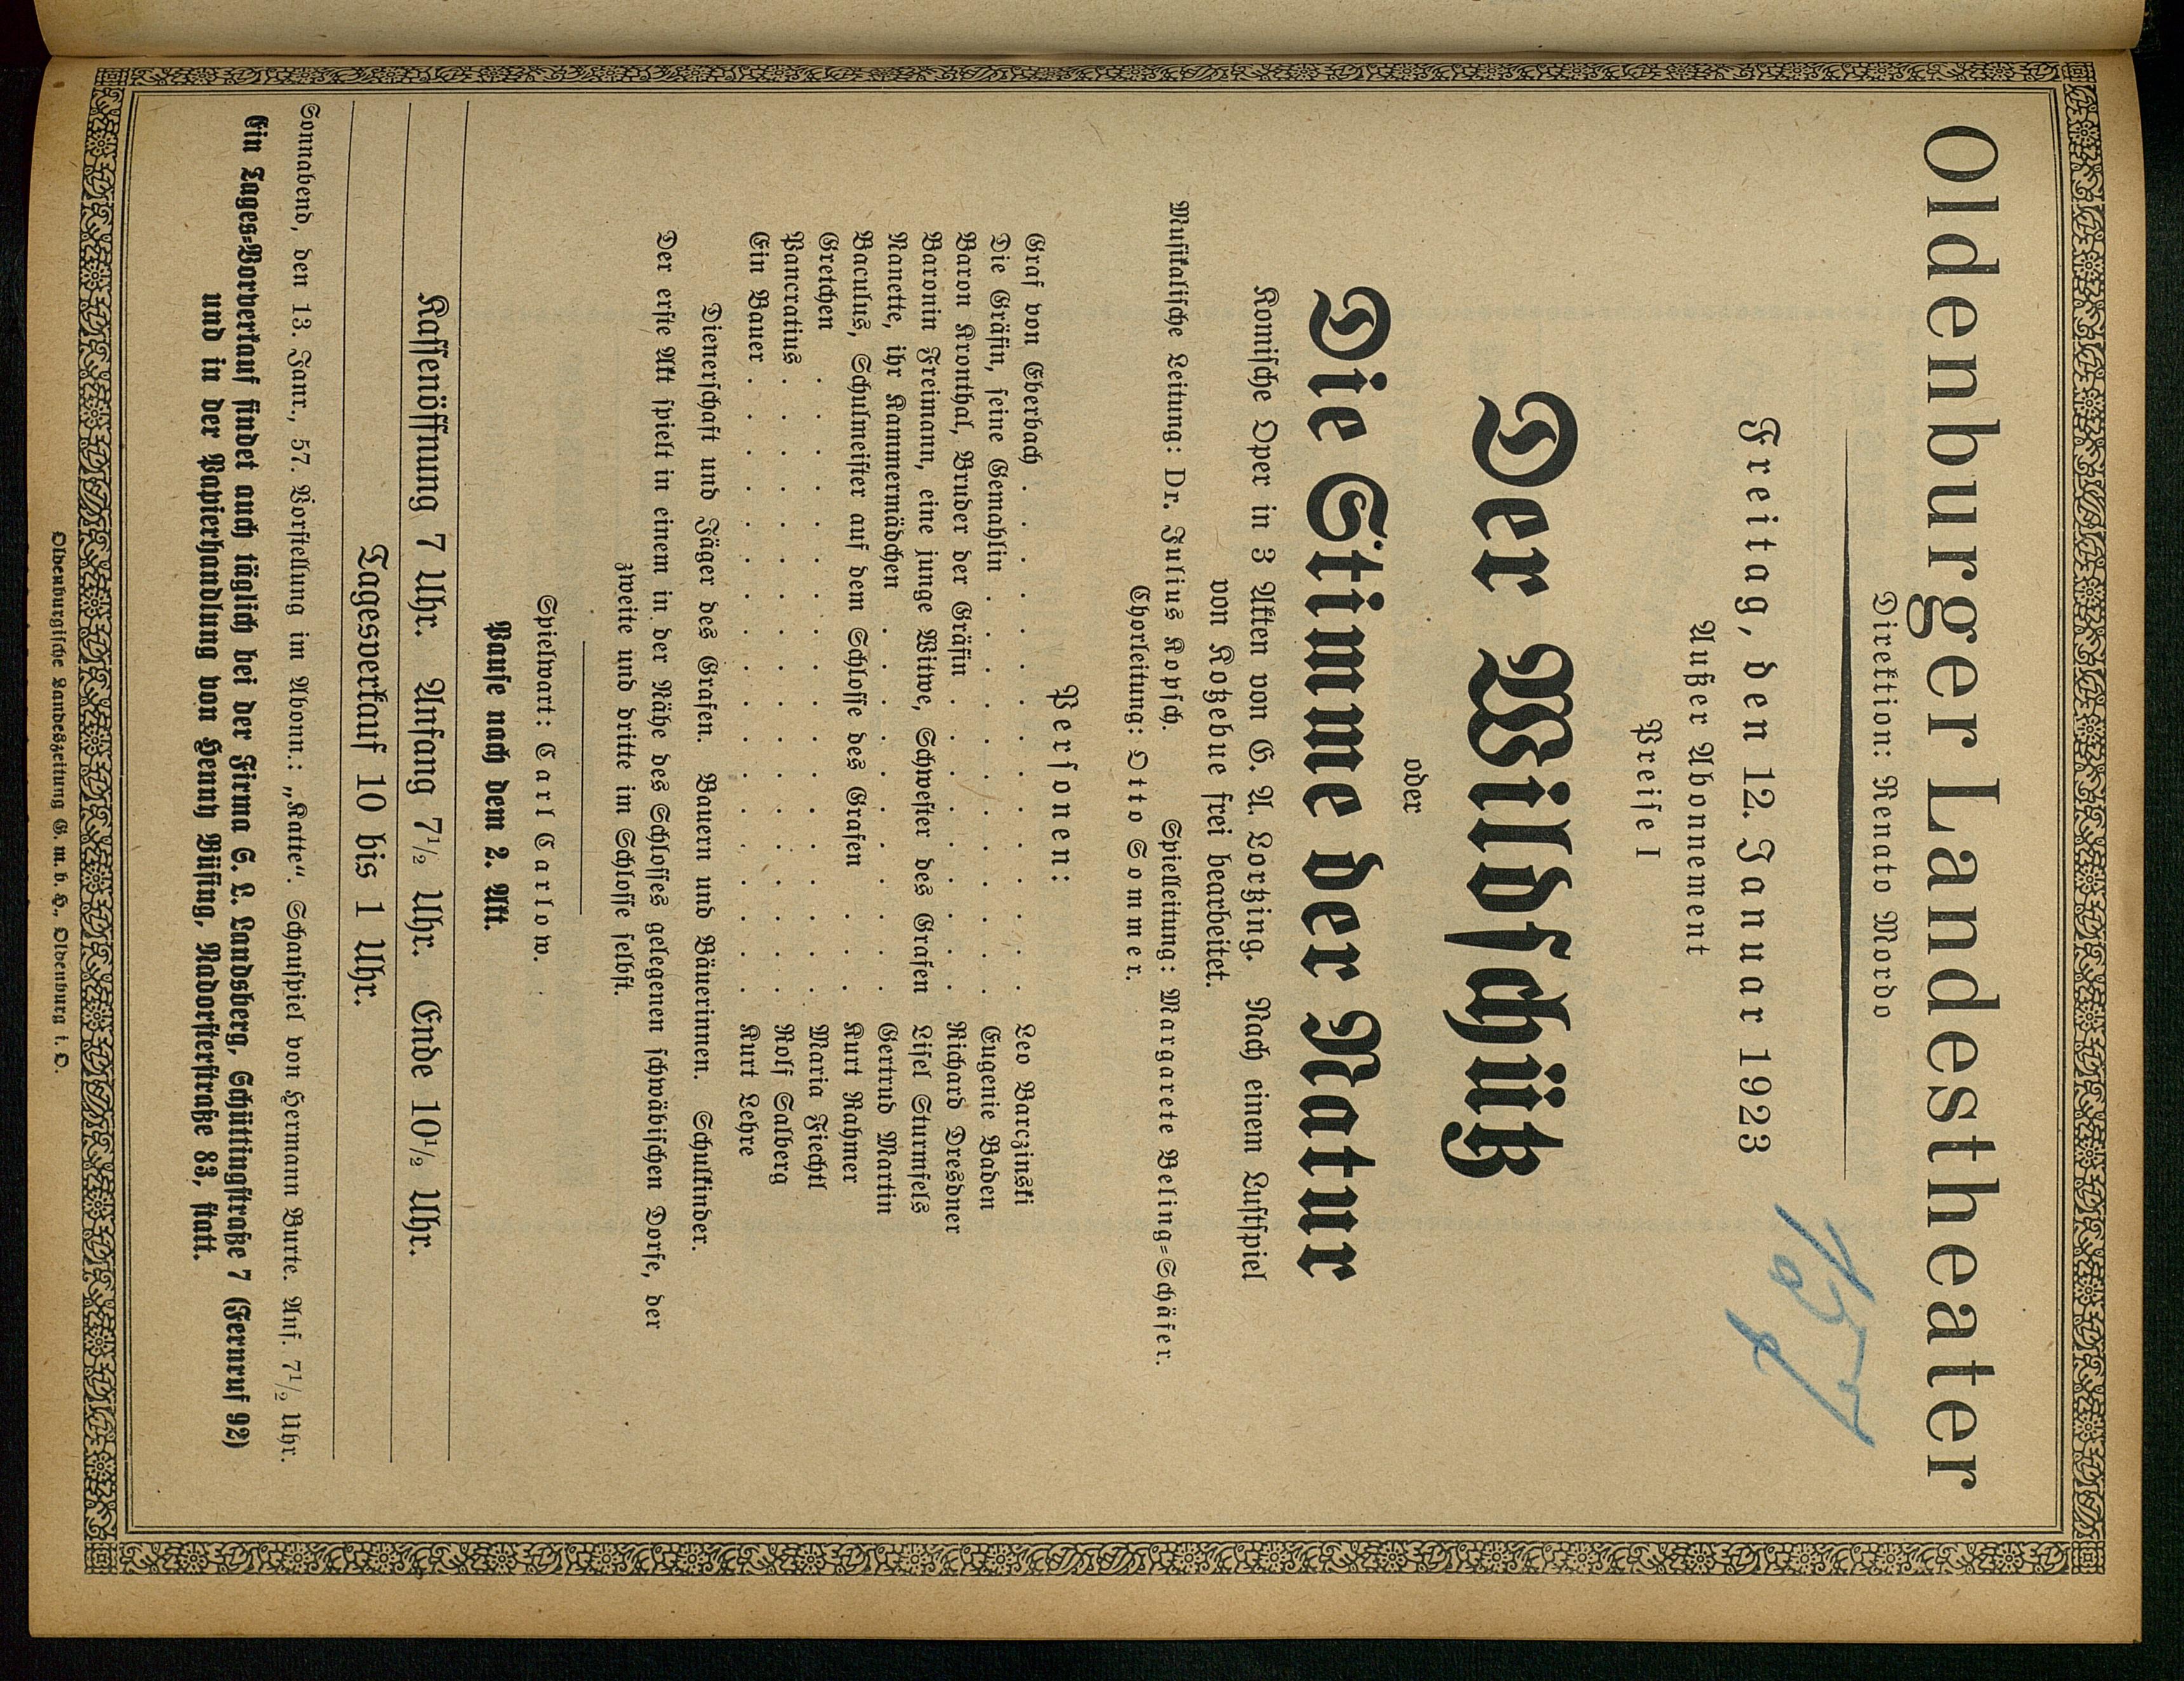 Oldenburger Landestheater
Direktion: Renato Mordo
Freitag, den 12. Januar 1923
Außer Abonnement
Preise I
Der Wildschütz
oder
Die Stimme der Natur
Komische Oper in 3 Akten von G. A. Lortzing. Nach einem Lustspiel
von Kotzebue frei bearbeitet.
Musikalische Leitung: Dr. Julius Kopsch. Spielleitung: Margarete Beling-Schäfer.
Chorleitung: Otto Sommer.
Personen:
Graf von Eberbach . . . . . . . . Leo Barczinski
Die Gräfin, seine Gemahlin . . . . . . Eugenie Baden
Baron Kronthal, Bruder der Gräfin . . . . . Richard Dresdner
Baronin Freimann, eine junge Witwe, Schwester des Grafen Lisel Sturmfels
Nanette, ihr Kammermädchen . . . . . . Gertrud Martin
Baculus, Schulmeister auf dem Schlosse des Grafen . . Kurt Rahmer
Gretchen . . . . . . . . . Maria Fiechtl
Pancratius . . . . . . . . . Rolf Salberg
Ein Bauer . . . . . . . . . Kurt Lehre
Dienerschaft und Jäger des Grafen. Bauern und Bäuerinnen. Schulkinder.
Der erste Akt spielt in einem in der Nähe des Schlosses gelegenen schwäbischen Dorfe, der
zweite und dritte im Schlosse selbst.
Spielwart: Carl Carlow.
Pause nach dem 2. Akt.
Kassenöffnung 7 Uhr. Anfang 7½ Uhr. Ende 10½ Uhr.
Tagesverkauf 10 bis 1 Uhr.
Sonnabend, den 13. Janr., 57. Vorstellung im Abonn.: „Katte“. Schauspiel von Hermann Burte. Anf. 7½ Uhr.
Ein Tages-Vorverkauf findet auch täglich bei der Firma C. L. Landsberg, Schüttingstraße 7 (Fernruf 92)
und in der Papierhandlung von Henny Büsing, Nadorsterstraße 83, statt.
Oldenburgische Landeszeitung G. m. b. H., Oldenburg i. O.